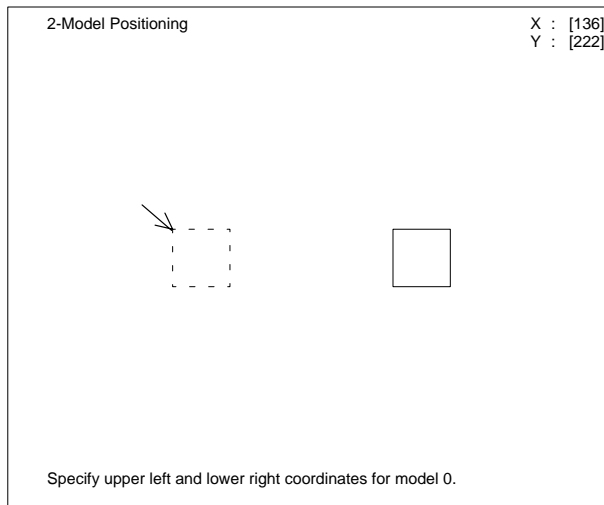 2-Model Positioning
X : [136]
Y : [222]
Specify upper left and lower right coordinates for model 0.